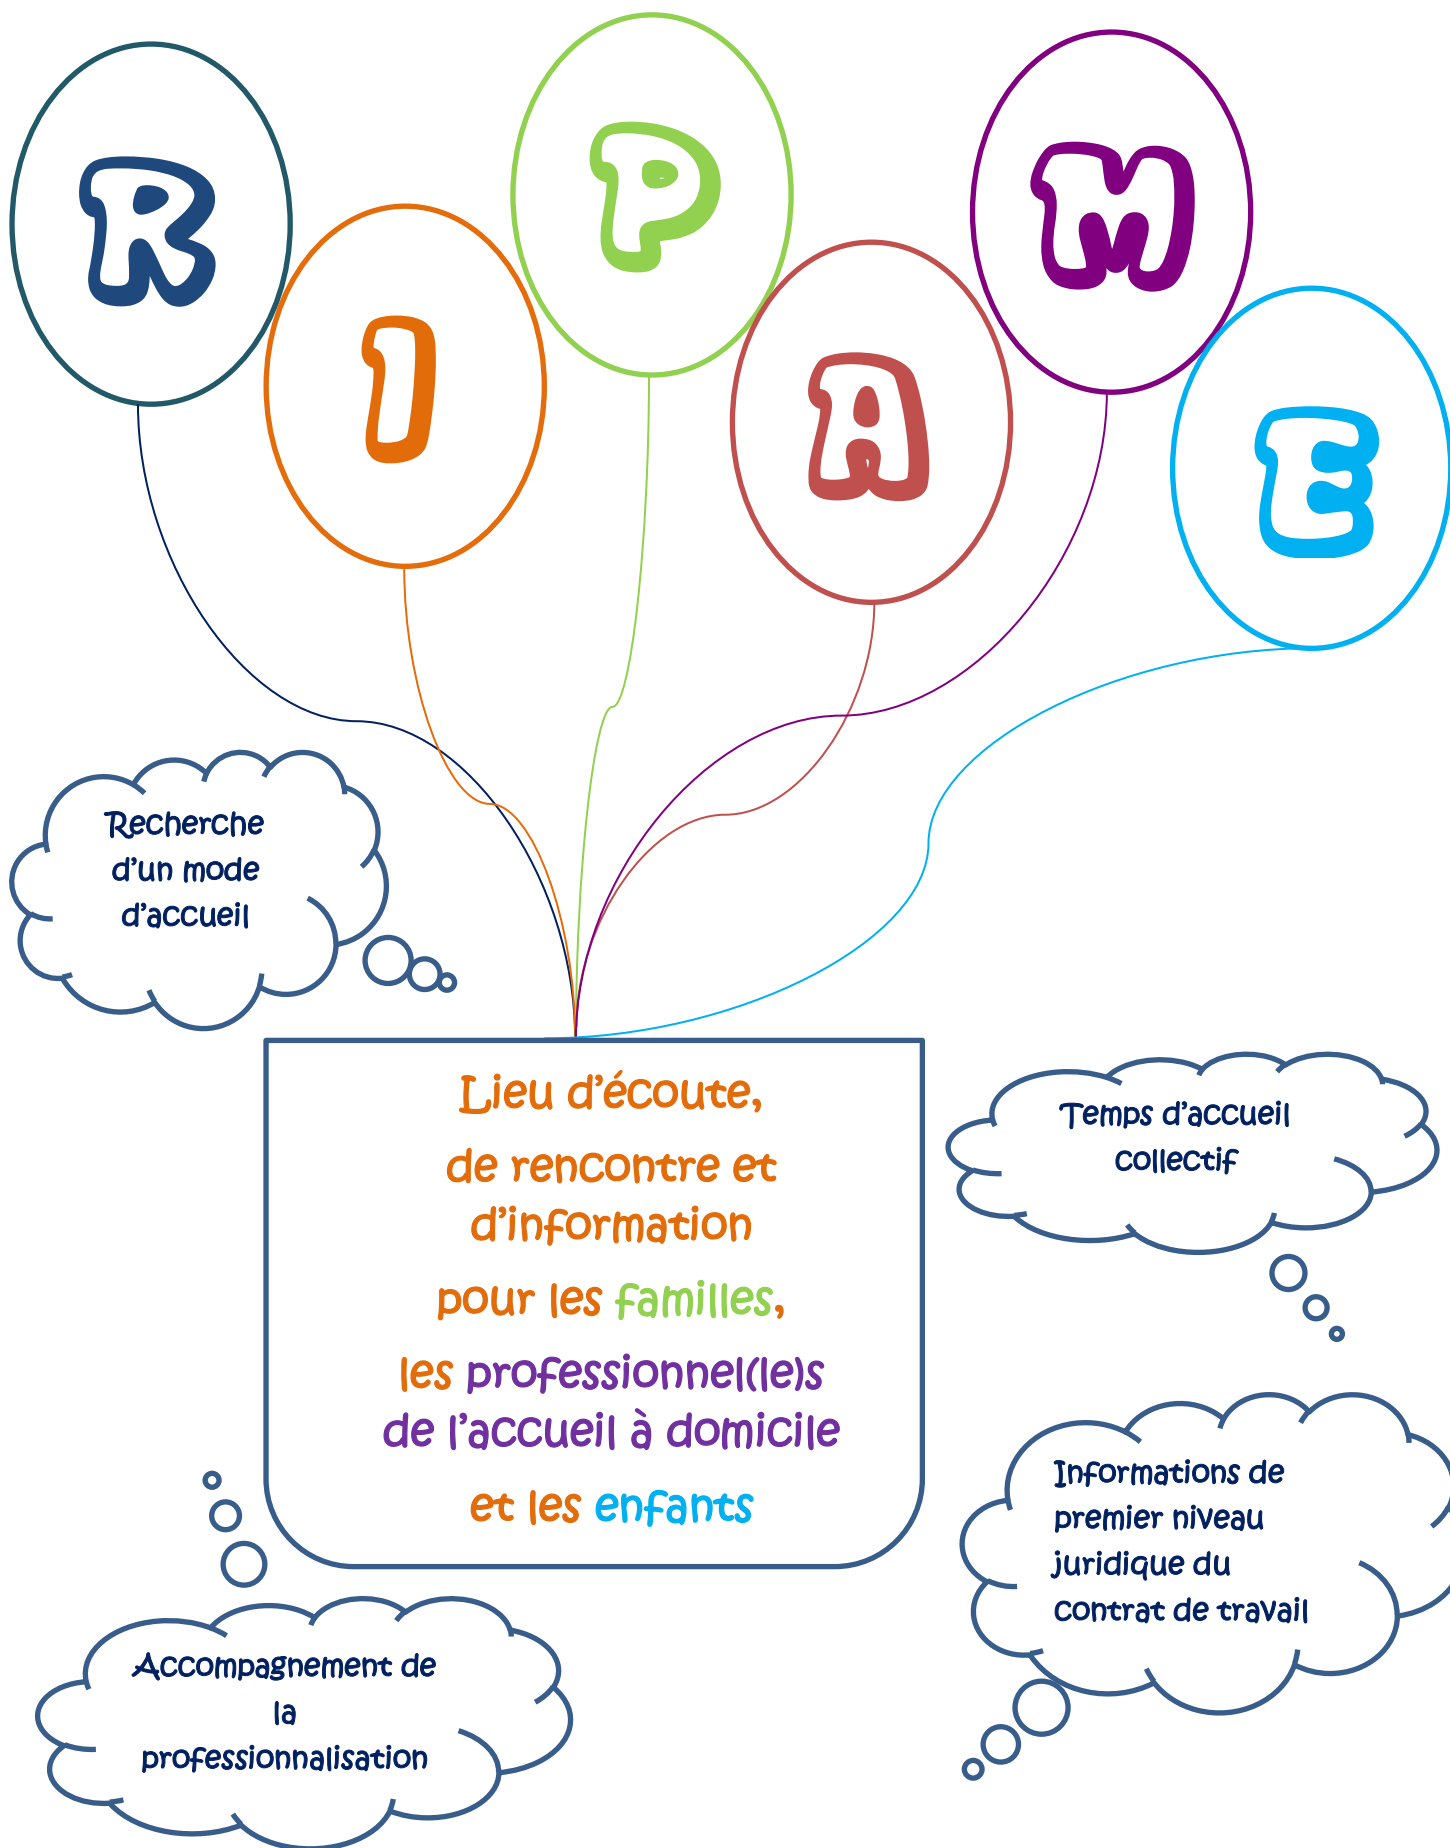 R I P A M E
Recherche
d'un mode
d'accueil
Lieu d'écoute,
de rencontre et
d'information
pour les familles,
les professionnel(le)s
de l'accueil à domicile
et les enfants
Temps d'accueil
collectif
Informations de
premier niveau
juridique du
contrat de travail
Accompagnement de
la
professionnalisation